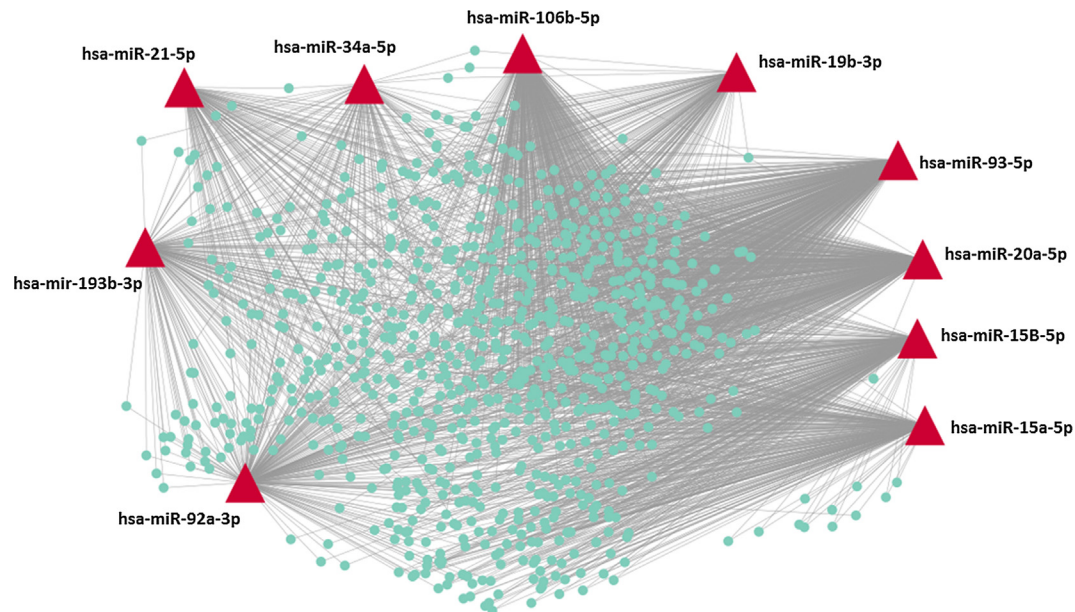 hsa-miR-106b-5p
hsa-miR-21-5p
hsa-miR-34a-5p
hsa-miR-19b-3p
hsa-miR-93-5p
hsa-miR-20a-5p
hsa-mir-193b-3p
hsa-miR-15B-5p
hsa-miR-15a-5p
hsa-miR-92a-3p